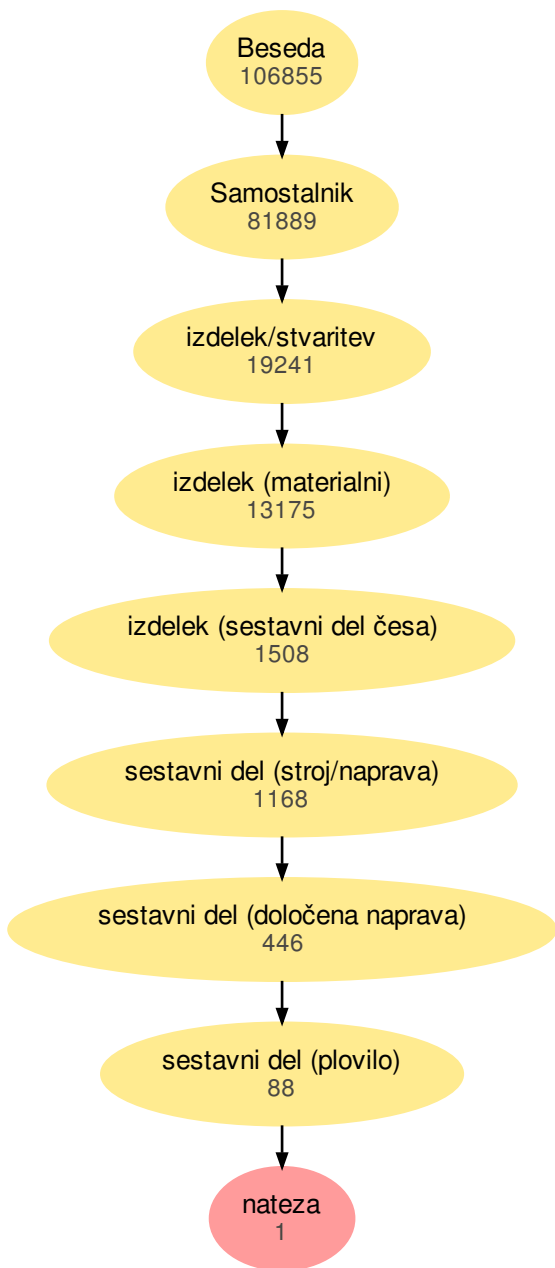 Beseda
106855
Samostalnik
81889
izdelek/stvaritev
19241
izdelek (materialni)
13175
izdelek (sestavni del česa)
1508
sestavni del (stroj/naprava)
1168
sestavni del (določena naprava)
446
sestavni del (plovilo)
88
nateza
1